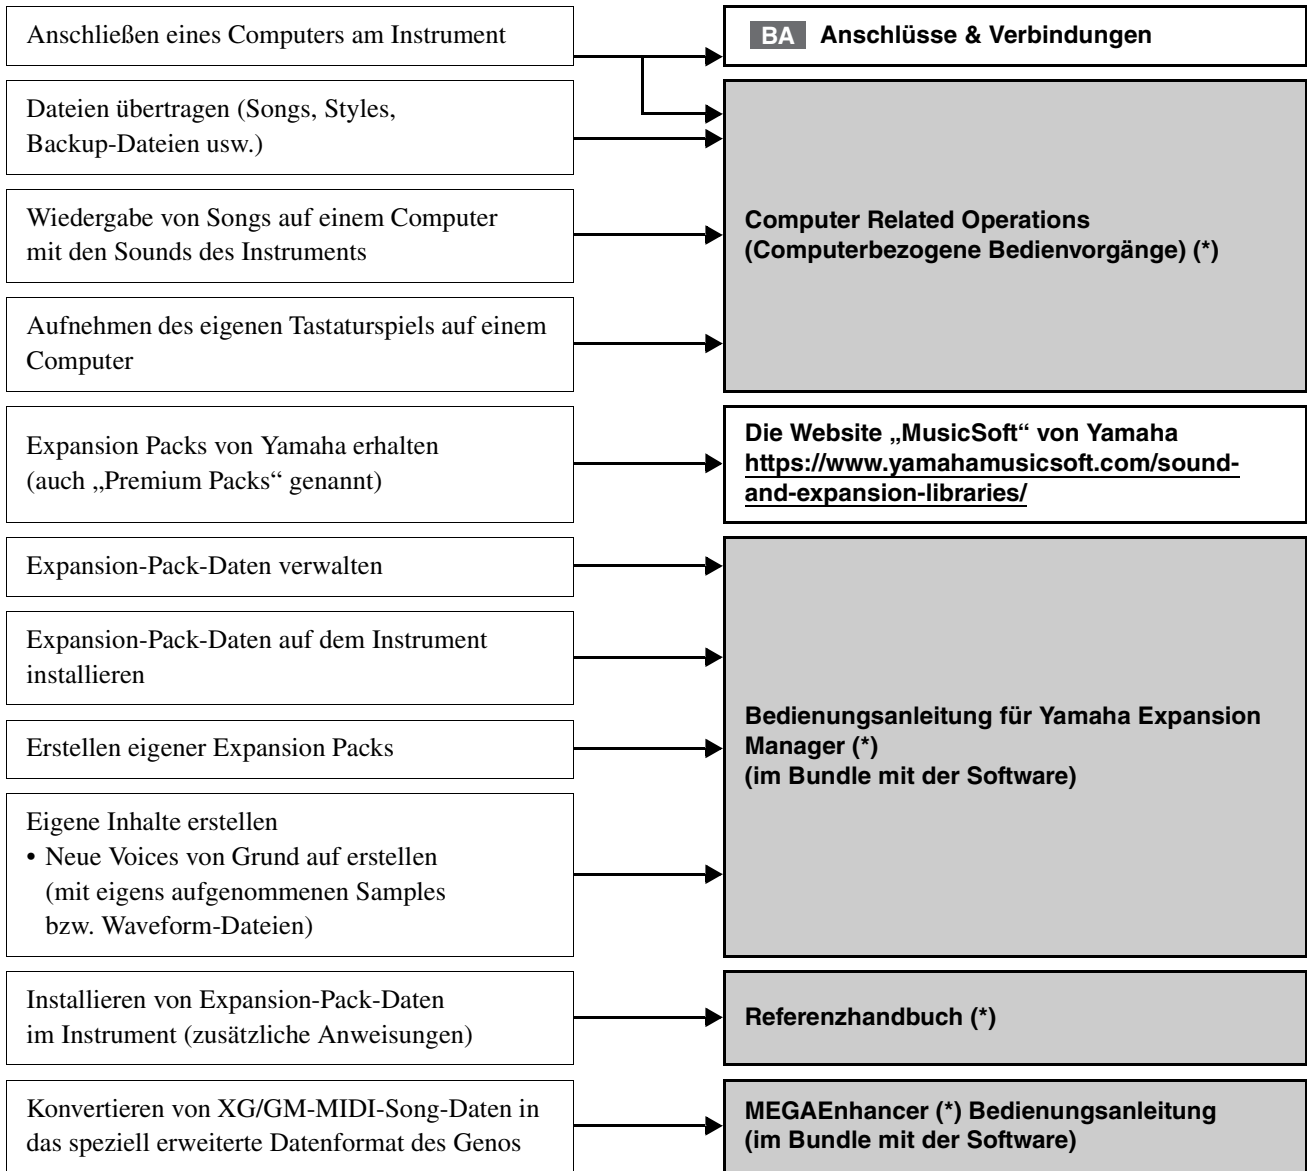 Anschließen eines Computers am Instrument
BA Anschlüsse & Verbindungen
Dateien übertragen (Songs, Styles,
Backup-Dateien usw.)
Wiedergabe von Songs auf einem Computer
mit den Sounds des Instruments
Aufnehmen des eigenen Tastaturspiels auf einem
Computer
Computer Related Operations
(Computerbezogene Bedienvorgänge) (*)
Expansion Packs von Yamaha erhalten
(auch „Premium Packs“ genannt)
Die Website „MusicSoft“ von Yamaha
https://www.yamahamusicsoft.com/sound-
and-expansion-libraries/
Expansion-Pack-Daten verwalten
Expansion-Pack-Daten auf dem Instrument
installieren
Erstellen eigener Expansion Packs
Eigene Inhalte erstellen
• Neue Voices von Grund auf erstellen
(mit eigens aufgenommenen Samples
bzw. Waveform-Dateien)
Bedienungsanleitung für Yamaha Expansion
Manager (*)
(im Bundle mit der Software)
Installieren von Expansion-Pack-Daten
im Instrument (zusätzliche Anweisungen)
Referenzhandbuch (*)
Konvertieren von XG/GM-MIDI-Song-Daten in
das speziell erweiterte Datenformat des Genos
MEGAEnhancer (*) Bedienungsanleitung
(im Bundle mit der Software)